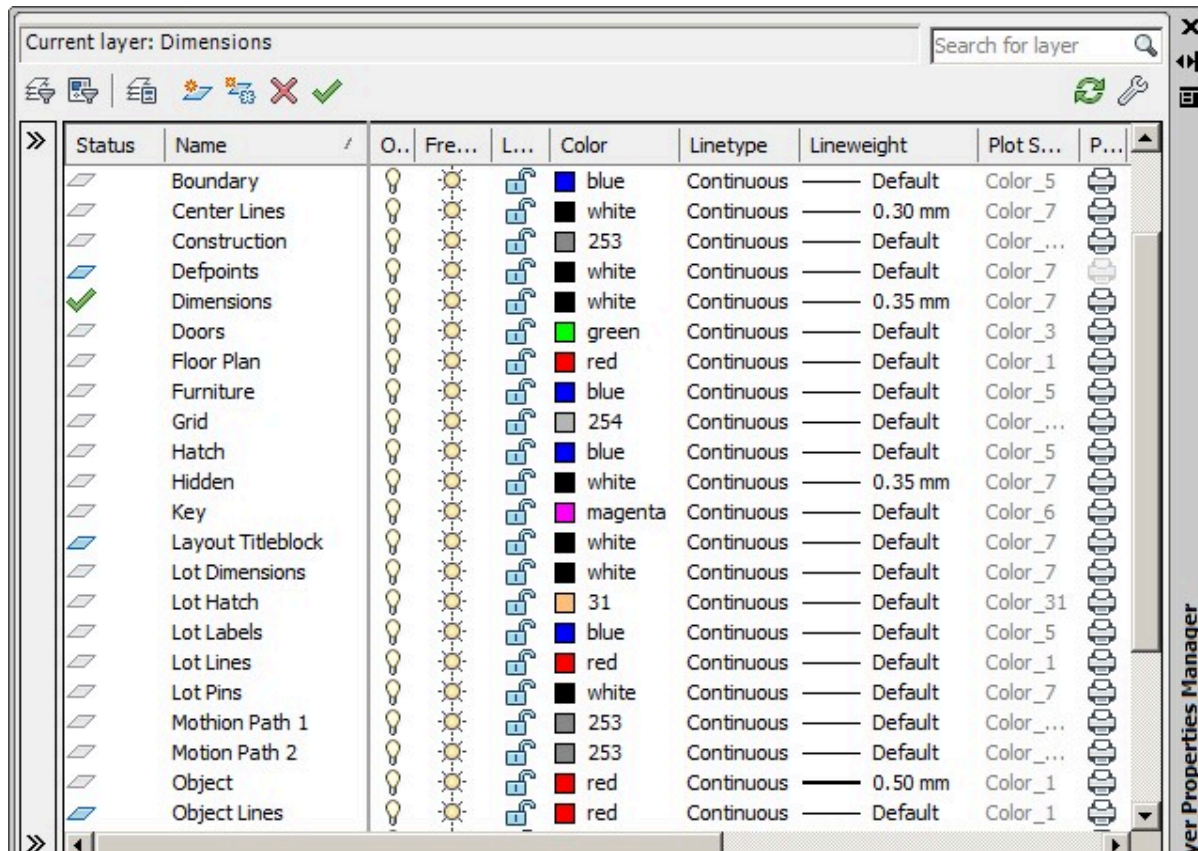 Current layer: Dimensions
Search for layer
Status Name O.. Fre... L... Color Linetype Lineweight Plot S... P...
Boundary blue Continuous Default Color_5
Center Lines white Continuous 0.30 mm Color_7
Construction 253 Continuous Default Color_...
Defpoints white Continuous Default Color_7
Dimensions white Continuous 0.35 mm Color_7
Doors green Continuous Default Color_3
Floor Plan red Continuous Default Color_1
Furniture blue Continuous Default Color_5
Grid 254 Continuous Default Color_...
Hatch blue Continuous Default Color_5
Hidden white Continuous 0.35 mm Color_7
Key magenta Continuous Default Color_6
Layout Titleblock white Continuous Default Color_7
Lot Dimensions white Continuous Default Color_7
Lot Hatch 31 Continuous Default Color_31
Lot Labels blue Continuous Default Color_5
Lot Lines red Continuous Default Color_1
Lot Pins white Continuous Default Color_7
Mothion Path 1 253 Continuous Default Color_...
Motion Path 2 253 Continuous Default Color_...
Object red Continuous 0.50 mm Color_1
Object Lines red Continuous Default Color_1
yer Properties Manager